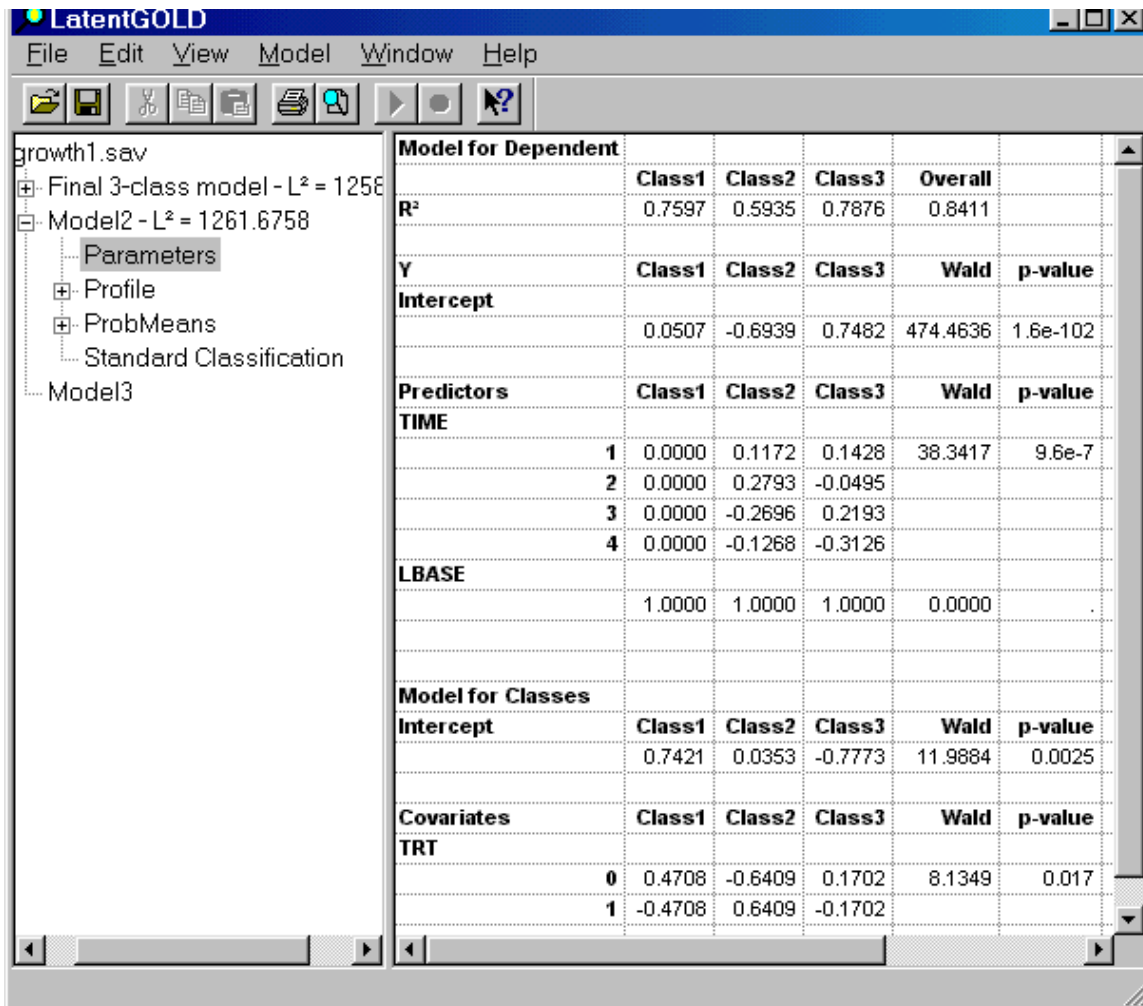 LatentGOLD
File Edit View Model Window Help
growth1.sav
Final 3-class model - L² = 1258
Model2 - L² = 1261.6758
Parameters
Profile
ProbMeans
Standard Classification
Model3
Model for Dependent
Class1 Class2 Class3 Overall
R² 0.7597 0.5935 0.7876 0.8411
Y Class1 Class2 Class3 Wald p-value
Intercept
0.0507 -0.6939 0.7482 474.4636 1.6e-102
Predictors Class1 Class2 Class3 Wald p-value
TIME
1 0.0000 0.1172 0.1428 38.3417 9.6e-7
2 0.0000 0.2793 -0.0495
3 0.0000 -0.2696 0.2193
4 0.0000 -0.1268 -0.3126
LBASE
1.0000 1.0000 1.0000 0.0000 .
Model for Classes
Intercept Class1 Class2 Class3 Wald p-value
0.7421 0.0353 -0.7773 11.9884 0.0025
Covariates Class1 Class2 Class3 Wald p-value
TRT
0 0.4708 -0.6409 0.1702 8.1349 0.017
1 -0.4708 0.6409 -0.1702